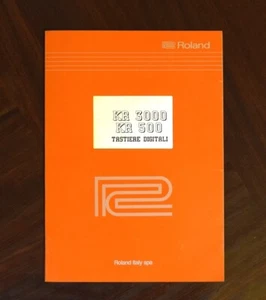 Roland
KR 3000
KR 500
TASTIERE DIGITALI
Roland Italy spa